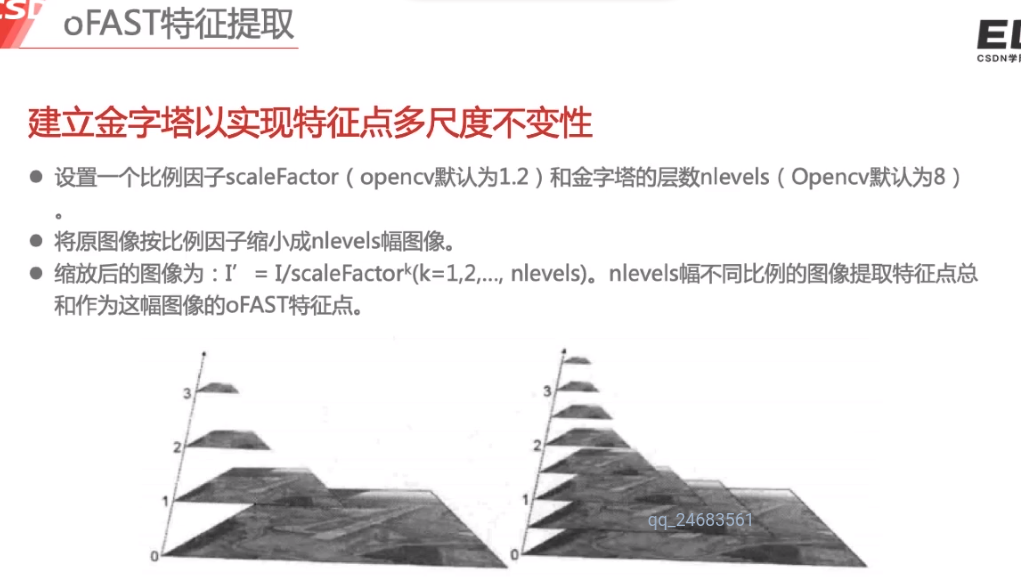 CSD
oFAST特征提取
EL
CSDN学
建立金字塔以实现特征点多尺度不变性
● 设置一个比例因子scaleFactor（opencv默认为1.2）和金字塔的层数nlevels（Opencv默认为8）
。
● 将原图像按比例因子缩小成nlevels幅图像。
● 缩放后的图像为：I′ = I/scaleFactorᵏ(k=1,2,..., nlevels)。nlevels幅不同比例的图像提取特征点总
和作为这幅图像的oFAST特征点。
3
2
1
0
3
2
1
0
qq_24683561